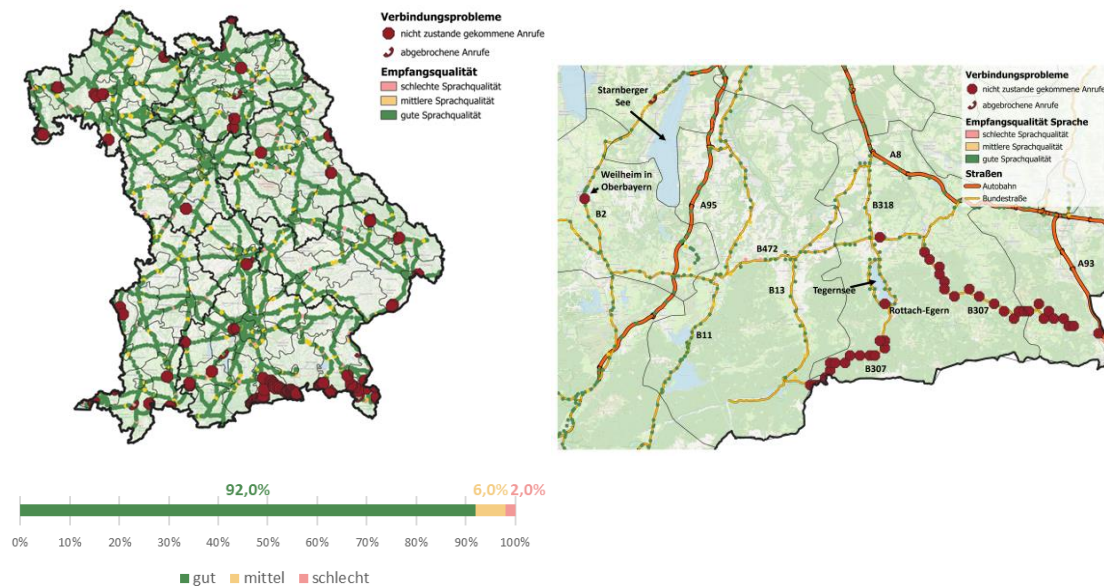 Verbindungsprobleme
nicht zustande gekommene Anrufe
abgebrochene Anrufe
Empfangsqualität
schlechte Sprachqualität
mittlere Sprachqualität
gute Sprachqualität
Verbindungsprobleme
nicht zustande gekommene Anrufe
abgebrochene Anrufe
Empfangsqualität Sprache
schlechte Sprachqualität
mittlere Sprachqualität
gute Sprachqualität
Straßen
Autobahn
Bundestraße
Starnberger
See
A8
Weilheim in
Oberbayern
B2
A95
B318
B472
A93
B13
Tegernsee
Rottach-Egern
B307
B11
B307
92,0%
6,0%
2,0%
0%
10%
20%
30%
40%
50%
60%
70%
80%
90%
100%
gut
mittel
schlecht